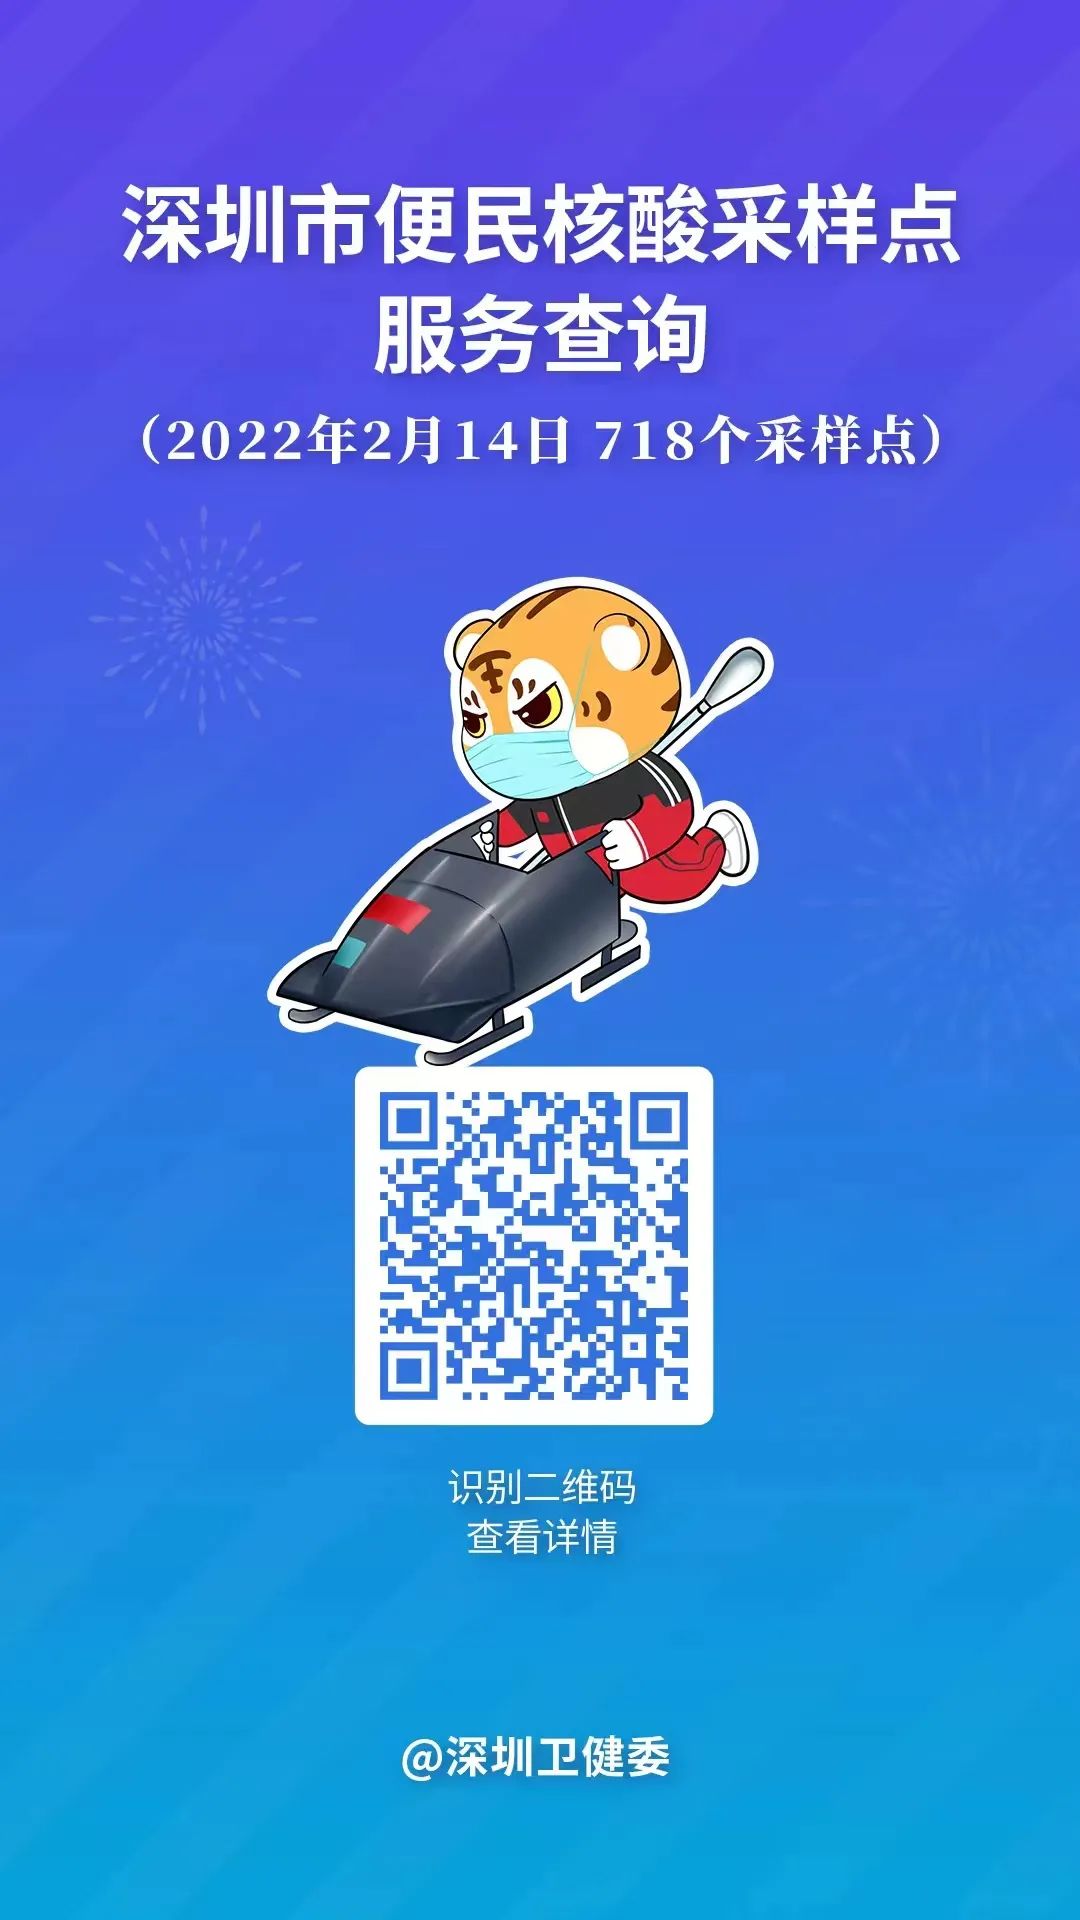 深圳市便民核酸采样点
服务查询
（2022年2月14日 718个采样点）
王
识别二维码
查看详情
@深圳卫健委